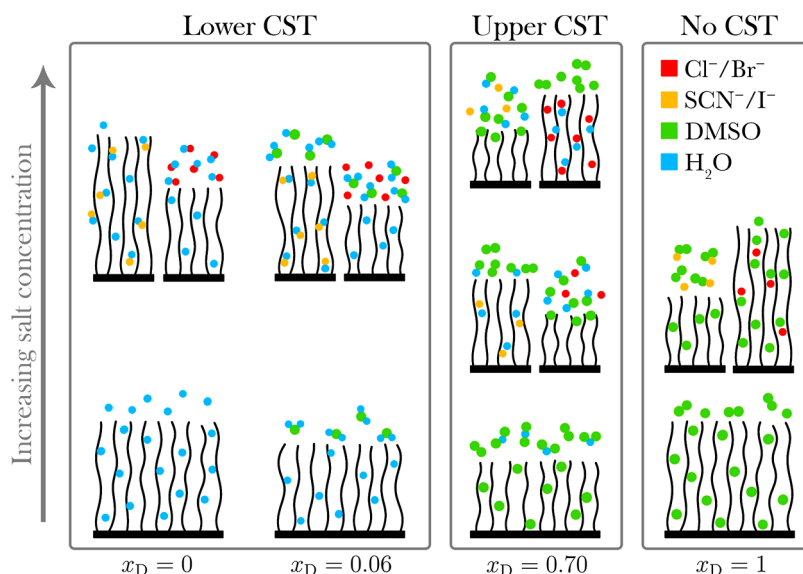 Lower CST
Upper CST
No CST
Increasing salt concentration
Cl⁻/Br⁻
SCN⁻/I⁻
DMSO
H₂O
x_D = 0
x_D = 0.06
x_D = 0.70
x_D = 1